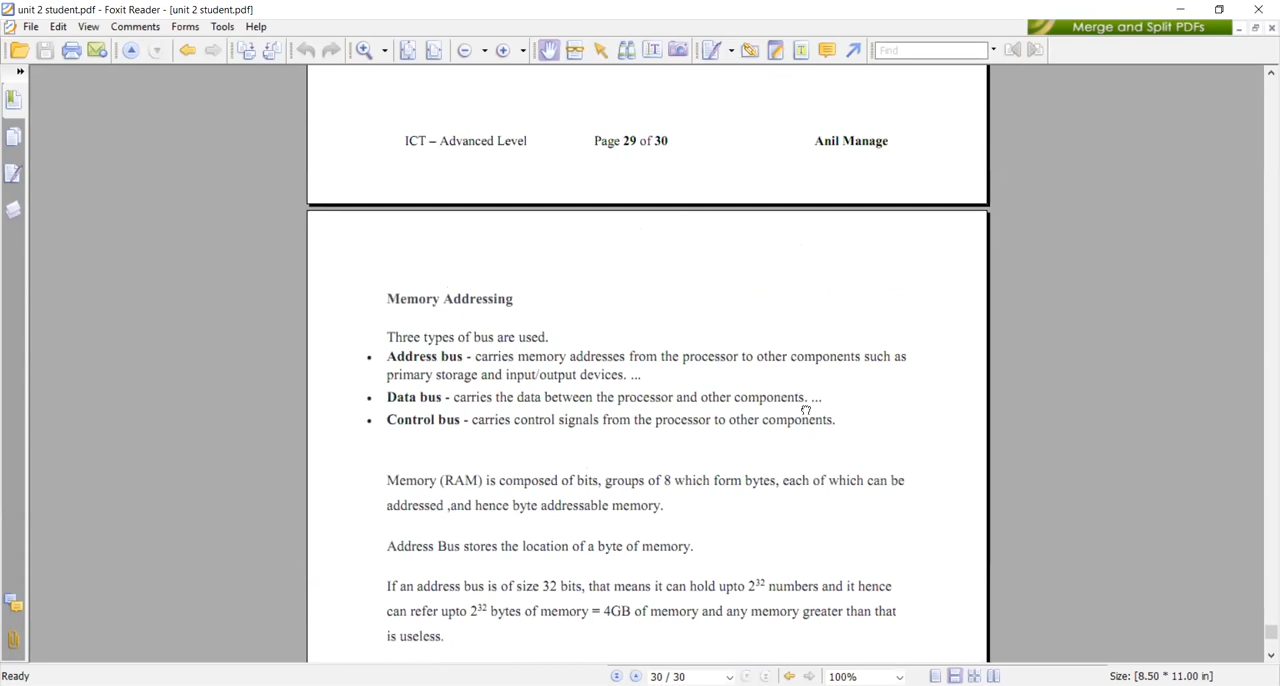 unit 2 student.pdf - Foxit Reader - [unit 2 student.pdf]
File Edit View Comments Forms Tools Help
Merge and Split PDFs
Find
ICT – Advanced Level Page 29 of 30 Anil Manage
Memory Addressing
Three types of bus are used.
• Address bus - carries memory addresses from the processor to other components such as
primary storage and input/output devices. ...
• Data bus - carries the data between the processor and other components. ...
• Control bus - carries control signals from the processor to other components.
Memory (RAM) is composed of bits, groups of 8 which form bytes, each of which can be
addressed ,and hence byte addressable memory.
Address Bus stores the location of a byte of memory.
If an address bus is of size 32 bits, that means it can hold upto 2³² numbers and it hence
can refer upto 2³² bytes of memory = 4GB of memory and any memory greater than that
is useless.
Ready 30 / 30 100% Size: [8.50 * 11.00 in]